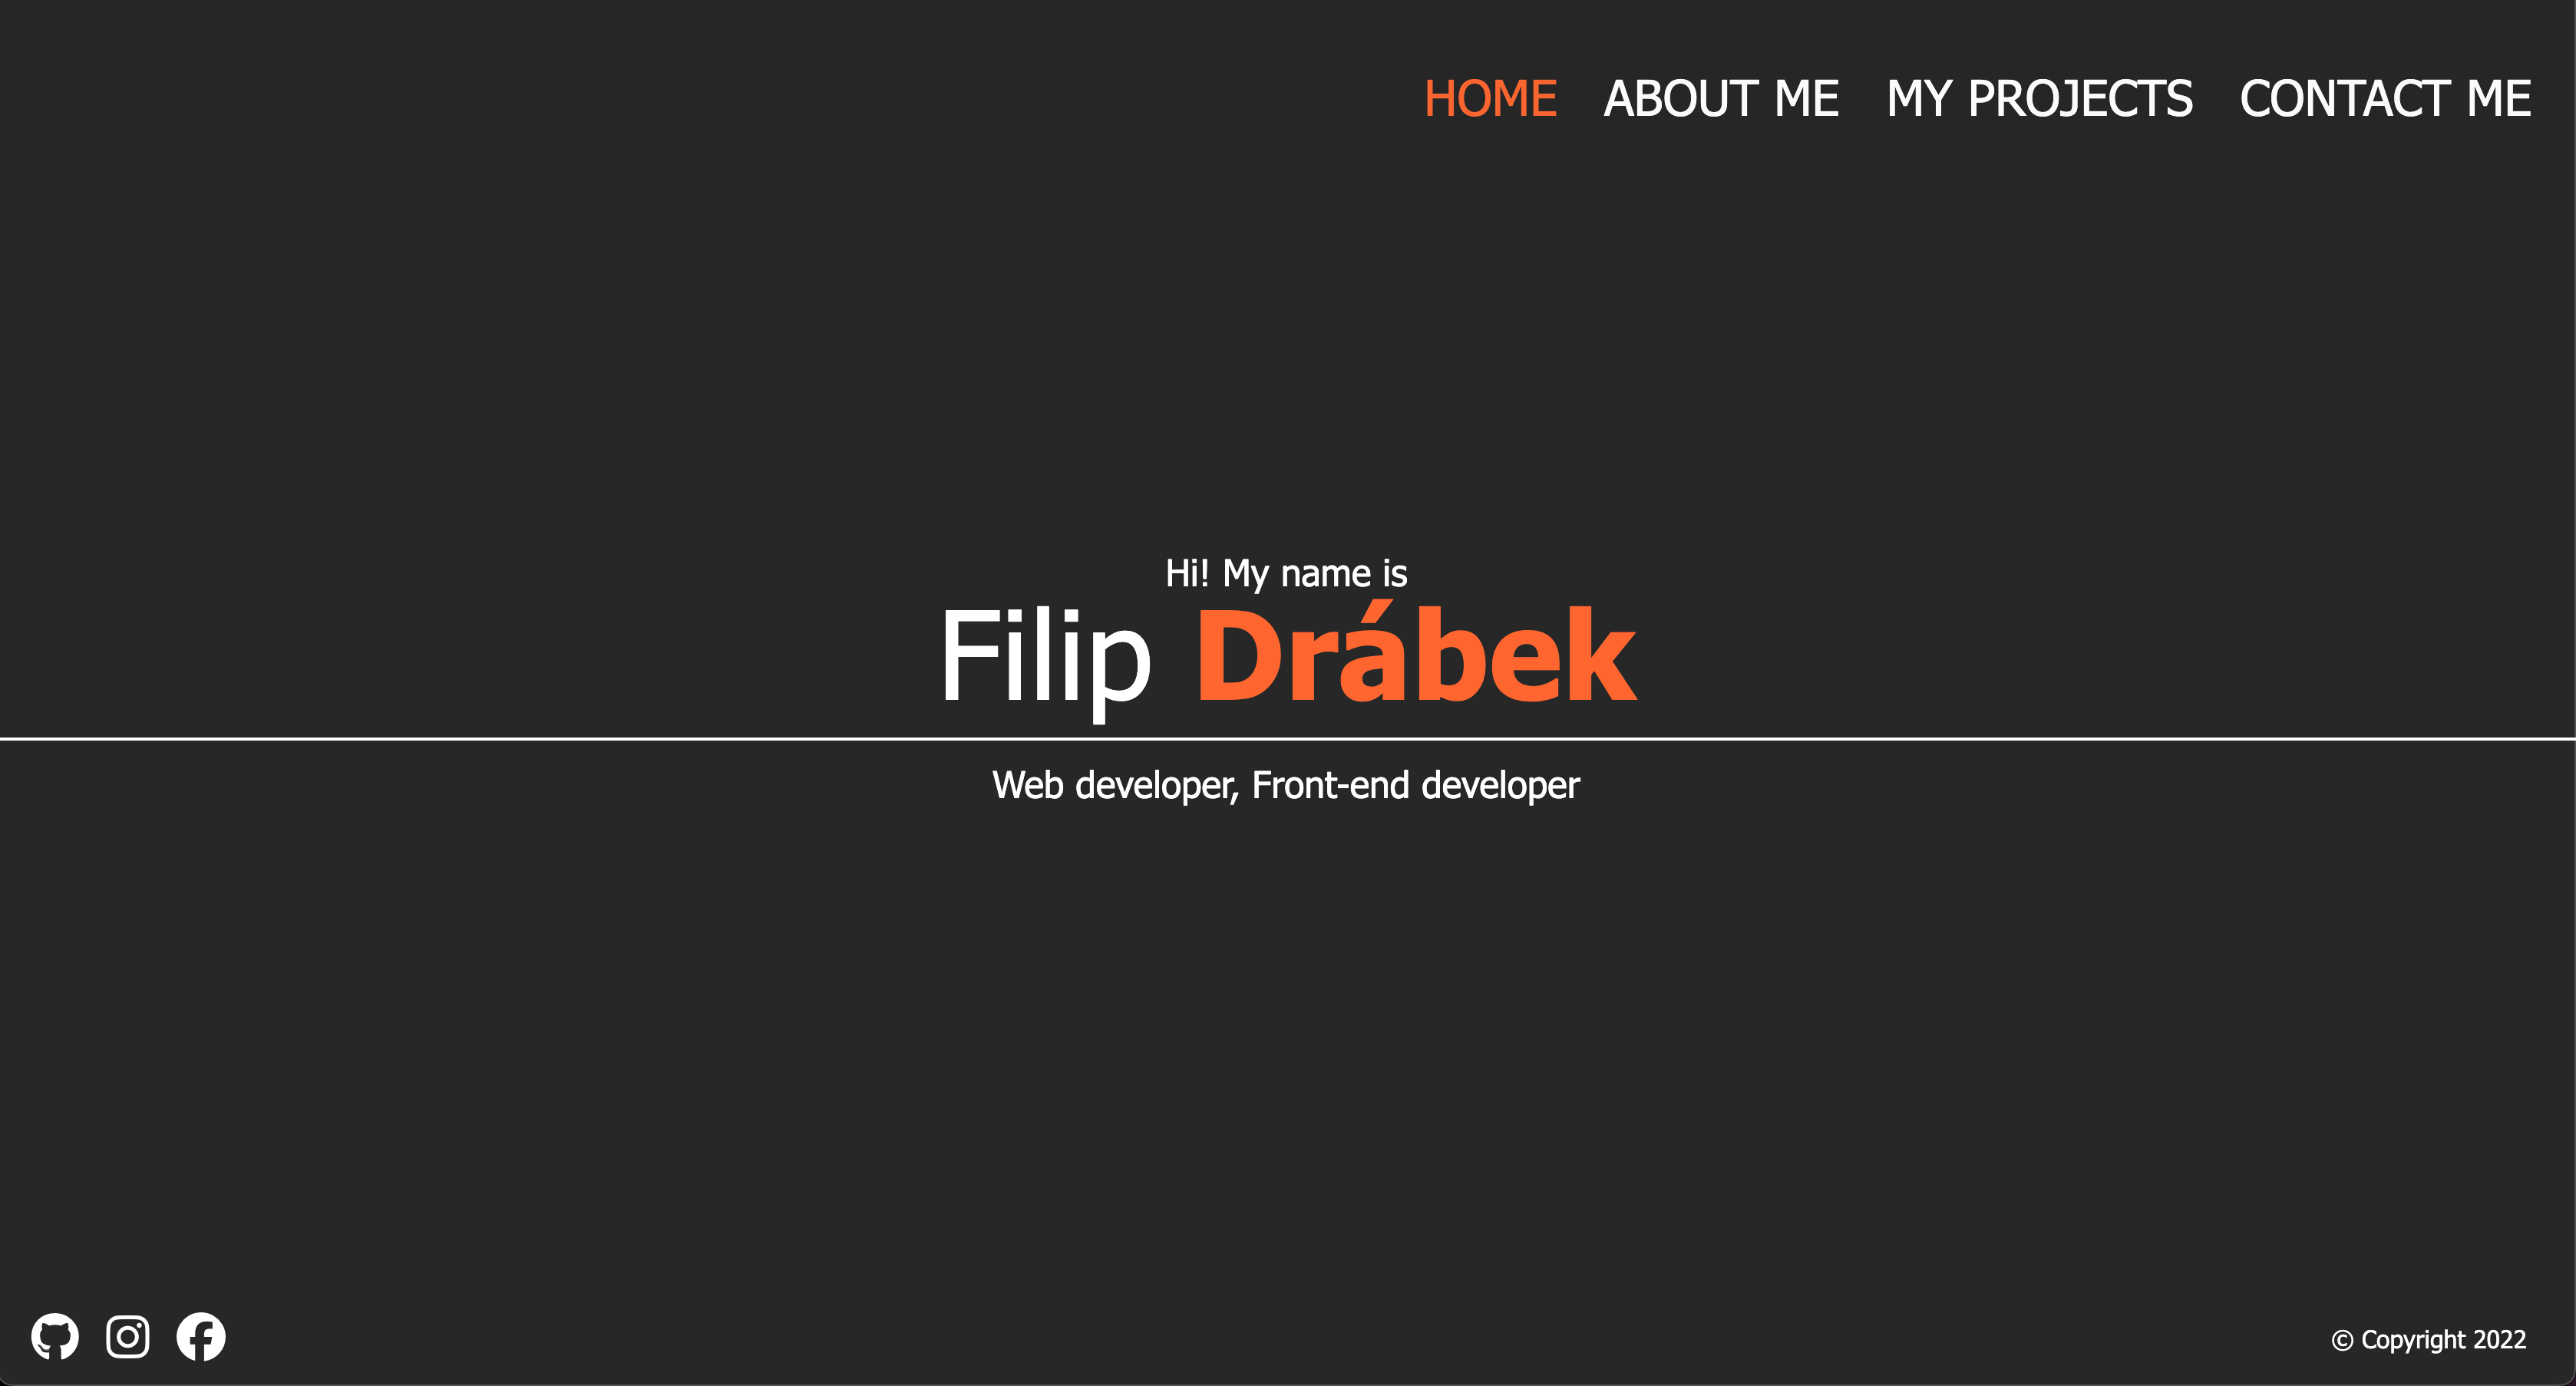 HOME ABOUT ME MY PROJECTS CONTACT ME
Hi! My name is
Filip Drábek
Web developer, Front-end developer
© Copyright 2022